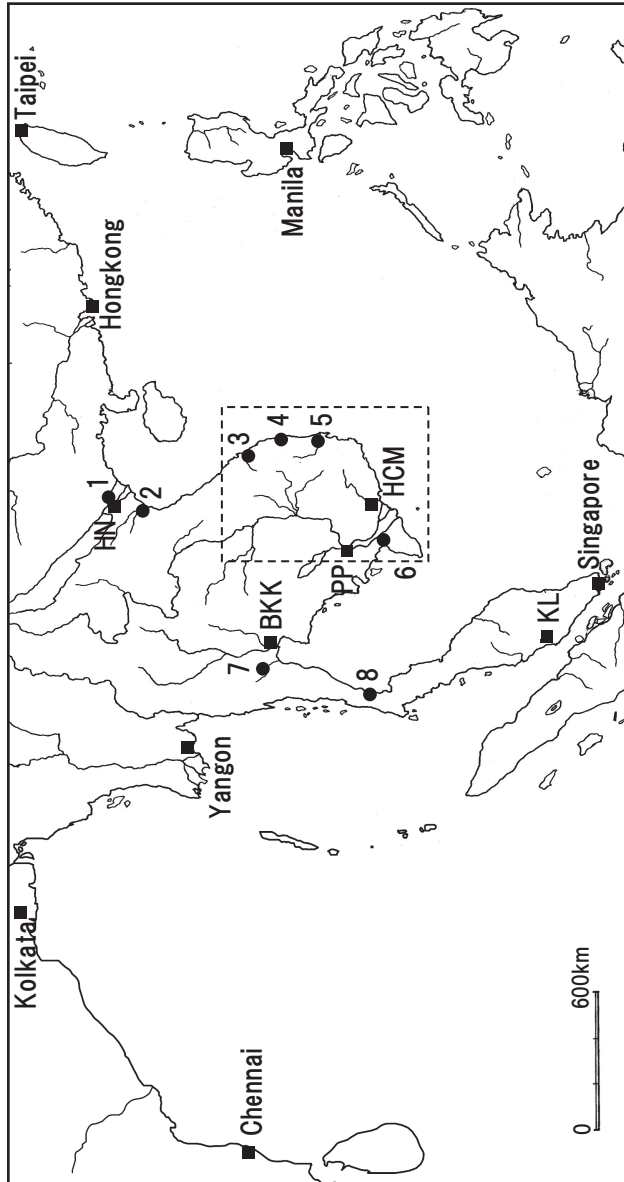 Taipei
Kolkata
Hongkong
1
HN
2
Yangon
Manila
3
4
5
7
BKK
HCM
PP
6
8
Chennai
KL
Singapore
0 600km